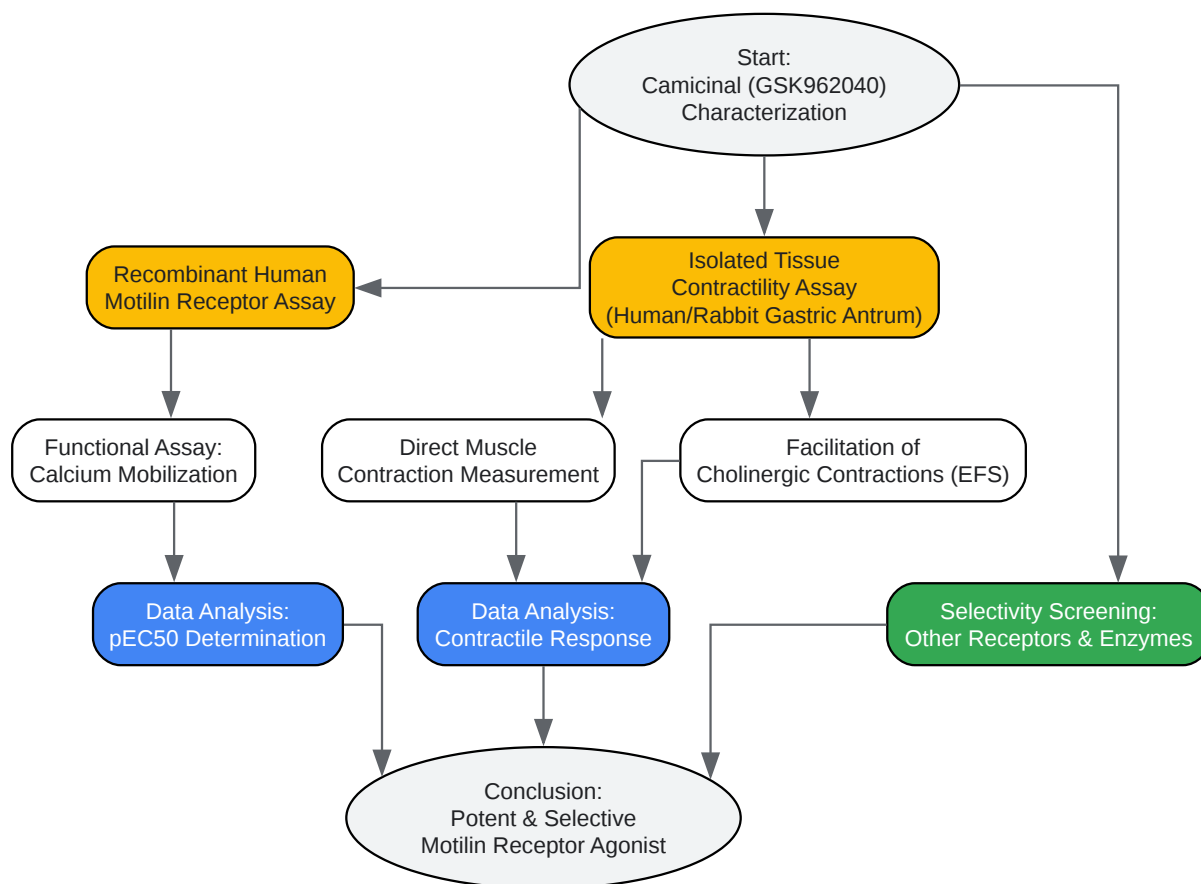 Start:
Camicinal (GSK962040)
Characterization
Recombinant Human
Motilin Receptor Assay
Isolated Tissue
Contractility Assay
(Human/Rabbit Gastric Antrum)
Functional Assay:
Calcium Mobilization
Direct Muscle
Contraction Measurement
Facilitation of
Cholinergic Contractions (EFS)
Data Analysis:
pEC50 Determination
Data Analysis:
Contractile Response
Selectivity Screening:
Other Receptors & Enzymes
Conclusion:
Potent & Selective
Motilin Receptor Agonist